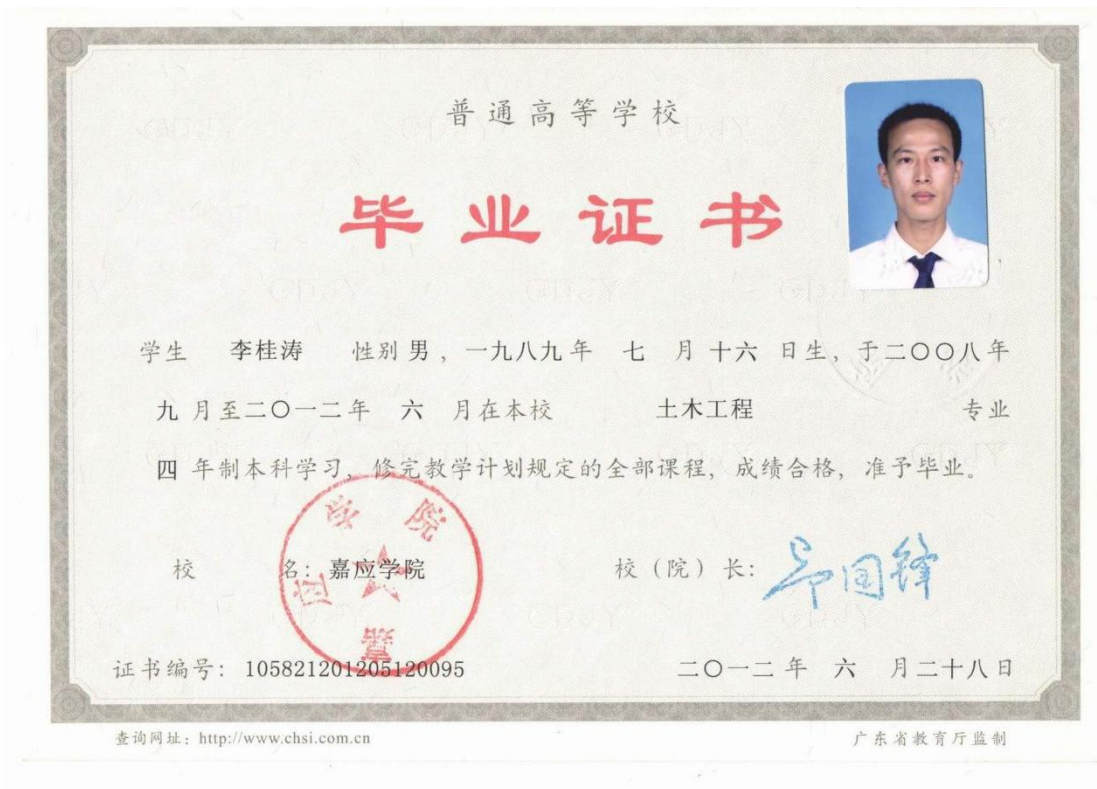 普通高等学校
毕业证书
学生 李桂涛 性别 男 , 一九八九 年 七 月 十六 日生, 于二〇〇八 年
九 月至二〇一二 年 六 月在本校 土木工程 专业
四 年制本科学习, 修完教学计划规定的全部课程, 成绩合格, 准予毕业。
校 名: 嘉应学院 校（院）长:
嘉应学院
证书编号: 105821201205120095 二〇一二 年 六 月二十八日
查询网址: http://www.chsi.com.cn 广东省教育厅监制